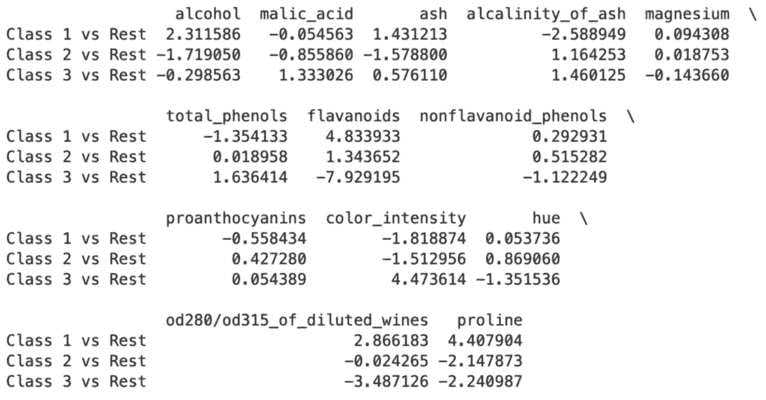 alcohol malic_acid ash alcalinity_of_ash magnesium \
Class 1 vs Rest 2.311586 -0.054563 1.431213 -2.588949 0.094308
Class 2 vs Rest -1.719050 -0.855860 -1.578800 1.164253 0.018753
Class 3 vs Rest -0.298563 1.333026 0.576110 1.460125 -0.143660
total_phenols flavanoids nonflavanoid_phenols \
Class 1 vs Rest -1.354133 4.833933 0.292931
Class 2 vs Rest 0.018958 1.343652 0.515282
Class 3 vs Rest 1.636414 -7.929195 -1.122249
proanthocyanins color_intensity hue \
Class 1 vs Rest -0.558434 -1.818874 0.053736
Class 2 vs Rest 0.427280 -1.512956 0.869060
Class 3 vs Rest 0.054389 4.473614 -1.351536
od280/od315_of_diluted_wines proline
Class 1 vs Rest 2.866183 4.407904
Class 2 vs Rest -0.024265 -2.147873
Class 3 vs Rest -3.487126 -2.240987